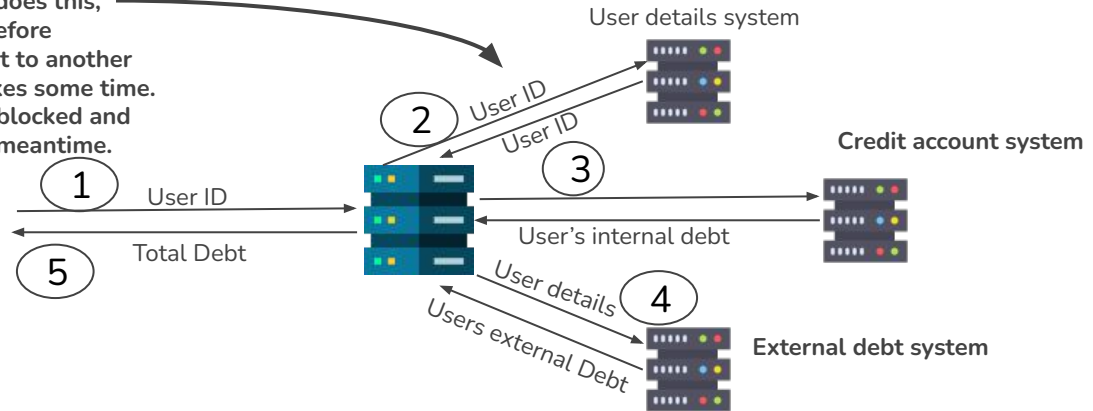 does this,
efore
t to another
kes some time.
blocked and
meantime.
User details system
User ID
2
User ID
Credit account system
3
1
User ID
User's internal debt
Total Debt
5
User details
4
Users external Debt
External debt system